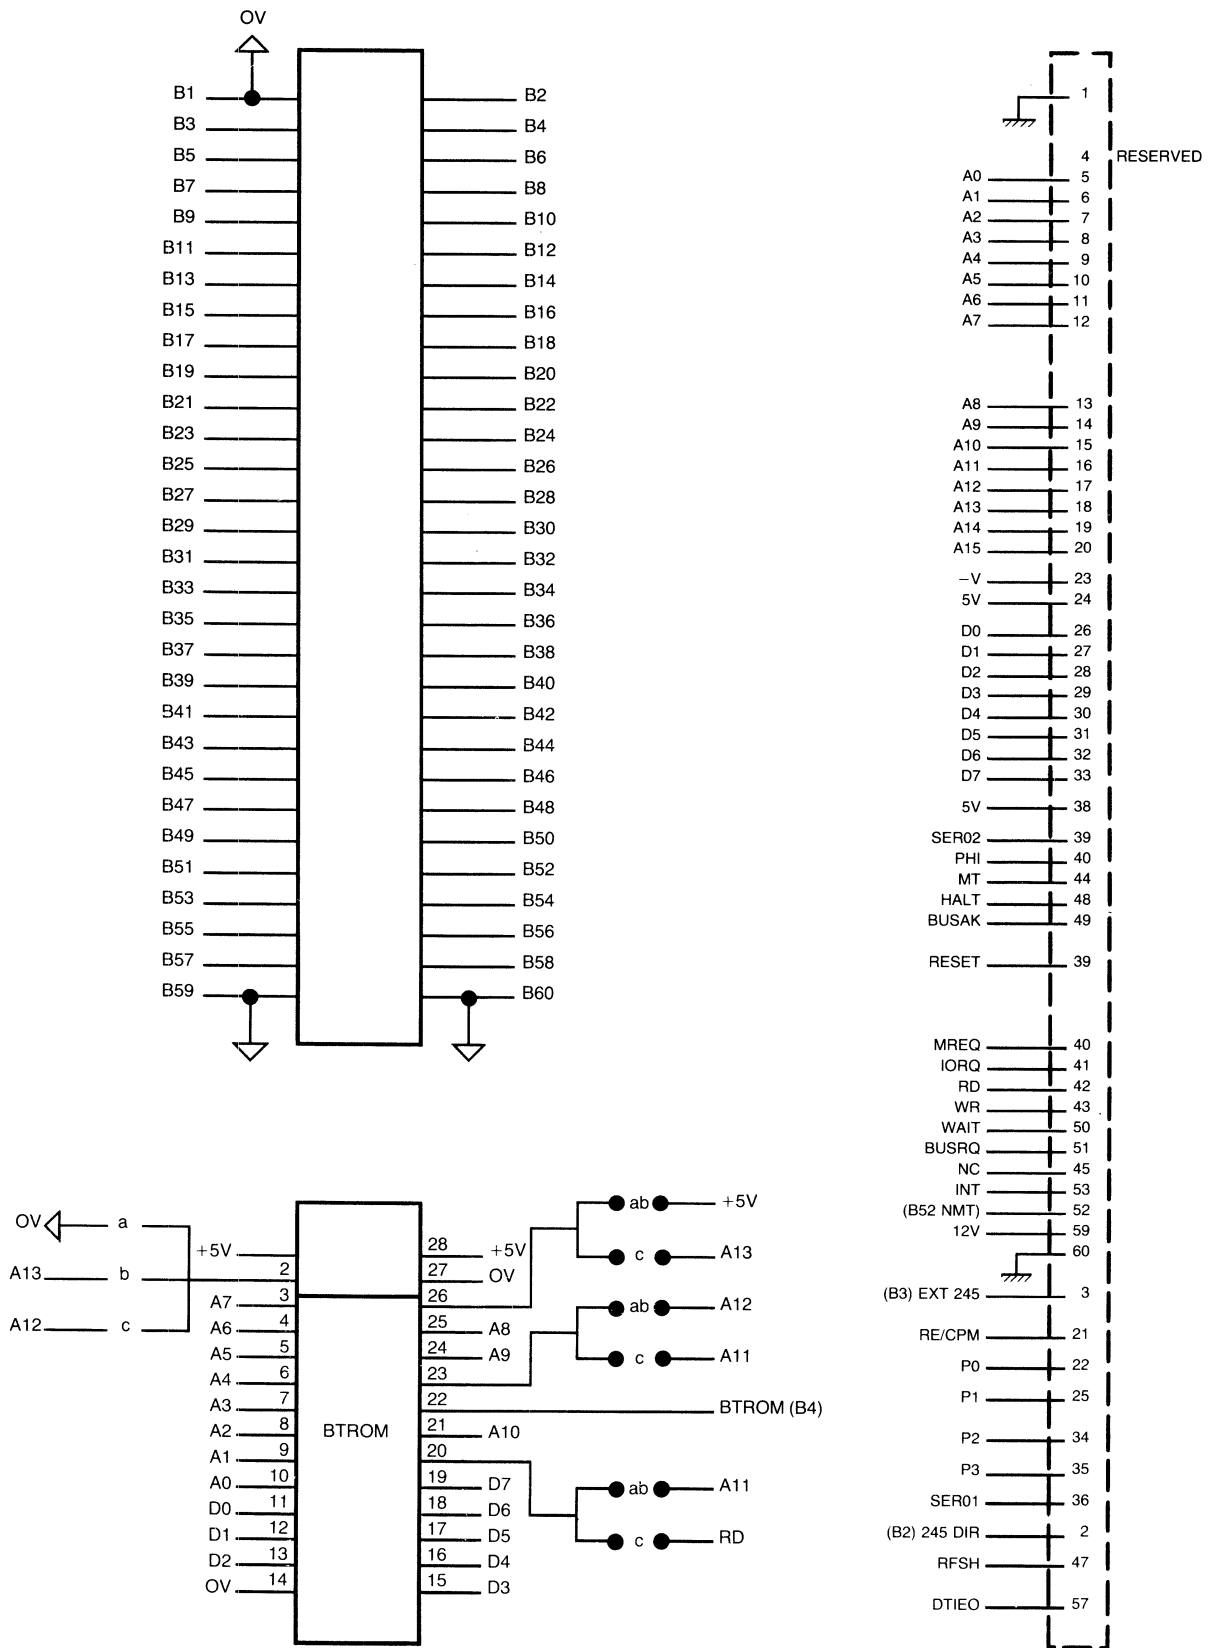 OV
B1 B2
B3 B4
B5 B6
B7 B8
B9 B10
B11 B12
B13 B14
B15 B16
B17 B18
B19 B20
B21 B22
B23 B24
B25 B26
B27 B28
B29 B30
B31 B32
B33 B34
B35 B36
B37 B38
B39 B40
B41 B42
B43 B44
B45 B46
B47 B48
B49 B50
B51 B52
B53 B54
B55 B56
B57 B58
B59 B60
OV a
A13 b
A12 c
+5V 28 +5V
2 27 OV
A7 3 26
A6 4 25 A8
A5 5 24 A9
A4 6 23
A3 7 22 BTROM (B4)
A2 8 BTROM 21 A10
A1 9 20
A0 10 19 D7
D0 11 18 D6
D1 12 17 D5
D2 13 16 D4
OV 14 15 D3
ab +5V
c A13
ab A12
c A11
ab A11
c RD
1
4 RESERVED
A0 5
A1 6
A2 7
A3 8
A4 9
A5 10
A6 11
A7 12
A8 13
A9 14
A10 15
A11 16
A12 17
A13 18
A14 19
A15 20
−V 23
5V 24
D0 26
D1 27
D2 28
D3 29
D4 30
D5 31
D6 32
D7 33
5V 38
SER02 39
PHI 40
MT 44
HALT 48
BUSAK 49
RESET 39
MREQ 40
IORQ 41
RD 42
WR 43
WAIT 50
BUSRQ 51
NC 45
INT 53
(B52 NMT) 52
12V 59
60
(B3) EXT 245 3
RE/CPM 21
P0 22
P1 25
P2 34
P3 35
SER01 36
(B2) 245 DIR 2
RFSH 47
DTIEO 57